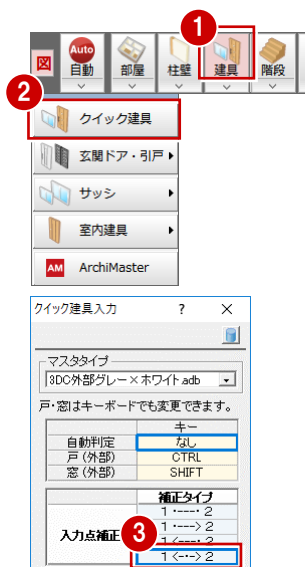 1
図
Auto
自動
部屋
柱壁
建具
階段
2
クイック建具
玄関ドア・引戸
サッシ
室内建具
AM ArchiMaster
クイック建具入力 ? ×
マスタタイプ
3DC外部グレー×ホワイト.adb
戸・窓はキーボードでも変更できます。
キー
自動判定 なし
戸(外部) CTRL
窓(外部) SHIFT
補正タイプ
1 ・---・ 2
1 ・---> 2
入力点補正 3 1 <---・ 2
1 <-・-> 2